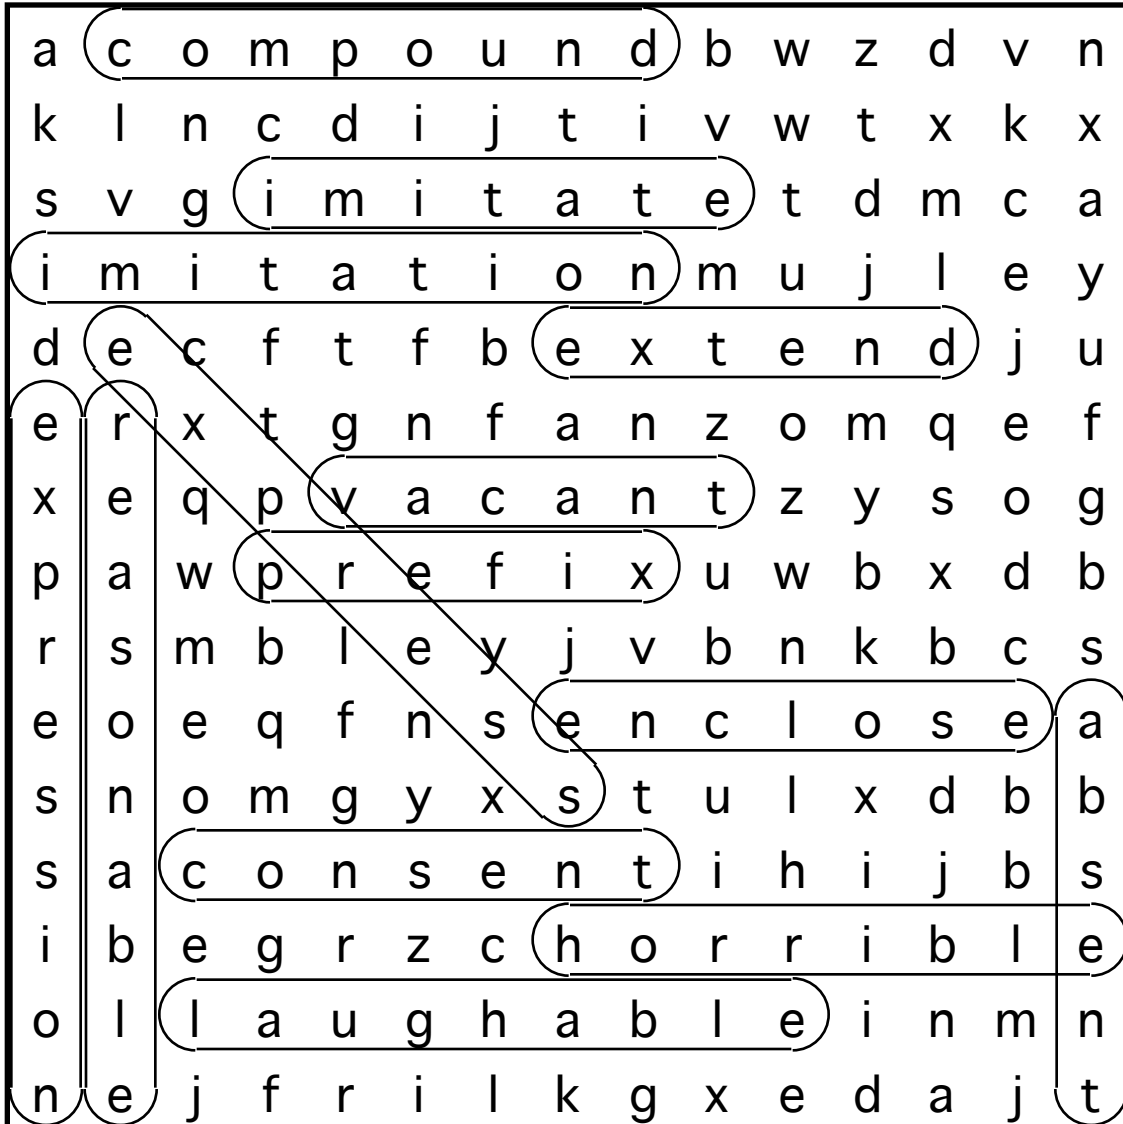 a c o m p o u n d b w z d v n
k l n c d i j t i v w t x k x
s v g i m i t a t e t d m c a
i m i t a t i o n m u j l e y
d e c f t f b e x t e n d j u
e r x t g n f a n z o m q e f
x e q p v a c a n t z y s o g
p a w p r e f i x u w b x d b
r s m b l e y j v b n k b c s
e o e q f n s e n c l o s e a
s n o m g y x s t u l x d b b
s a c o n s e n t i h i j b s
i b e g r z c h o r r i b l e
o l l a u g h a b l e i n m n
n e j f r i l k g x e d a j t